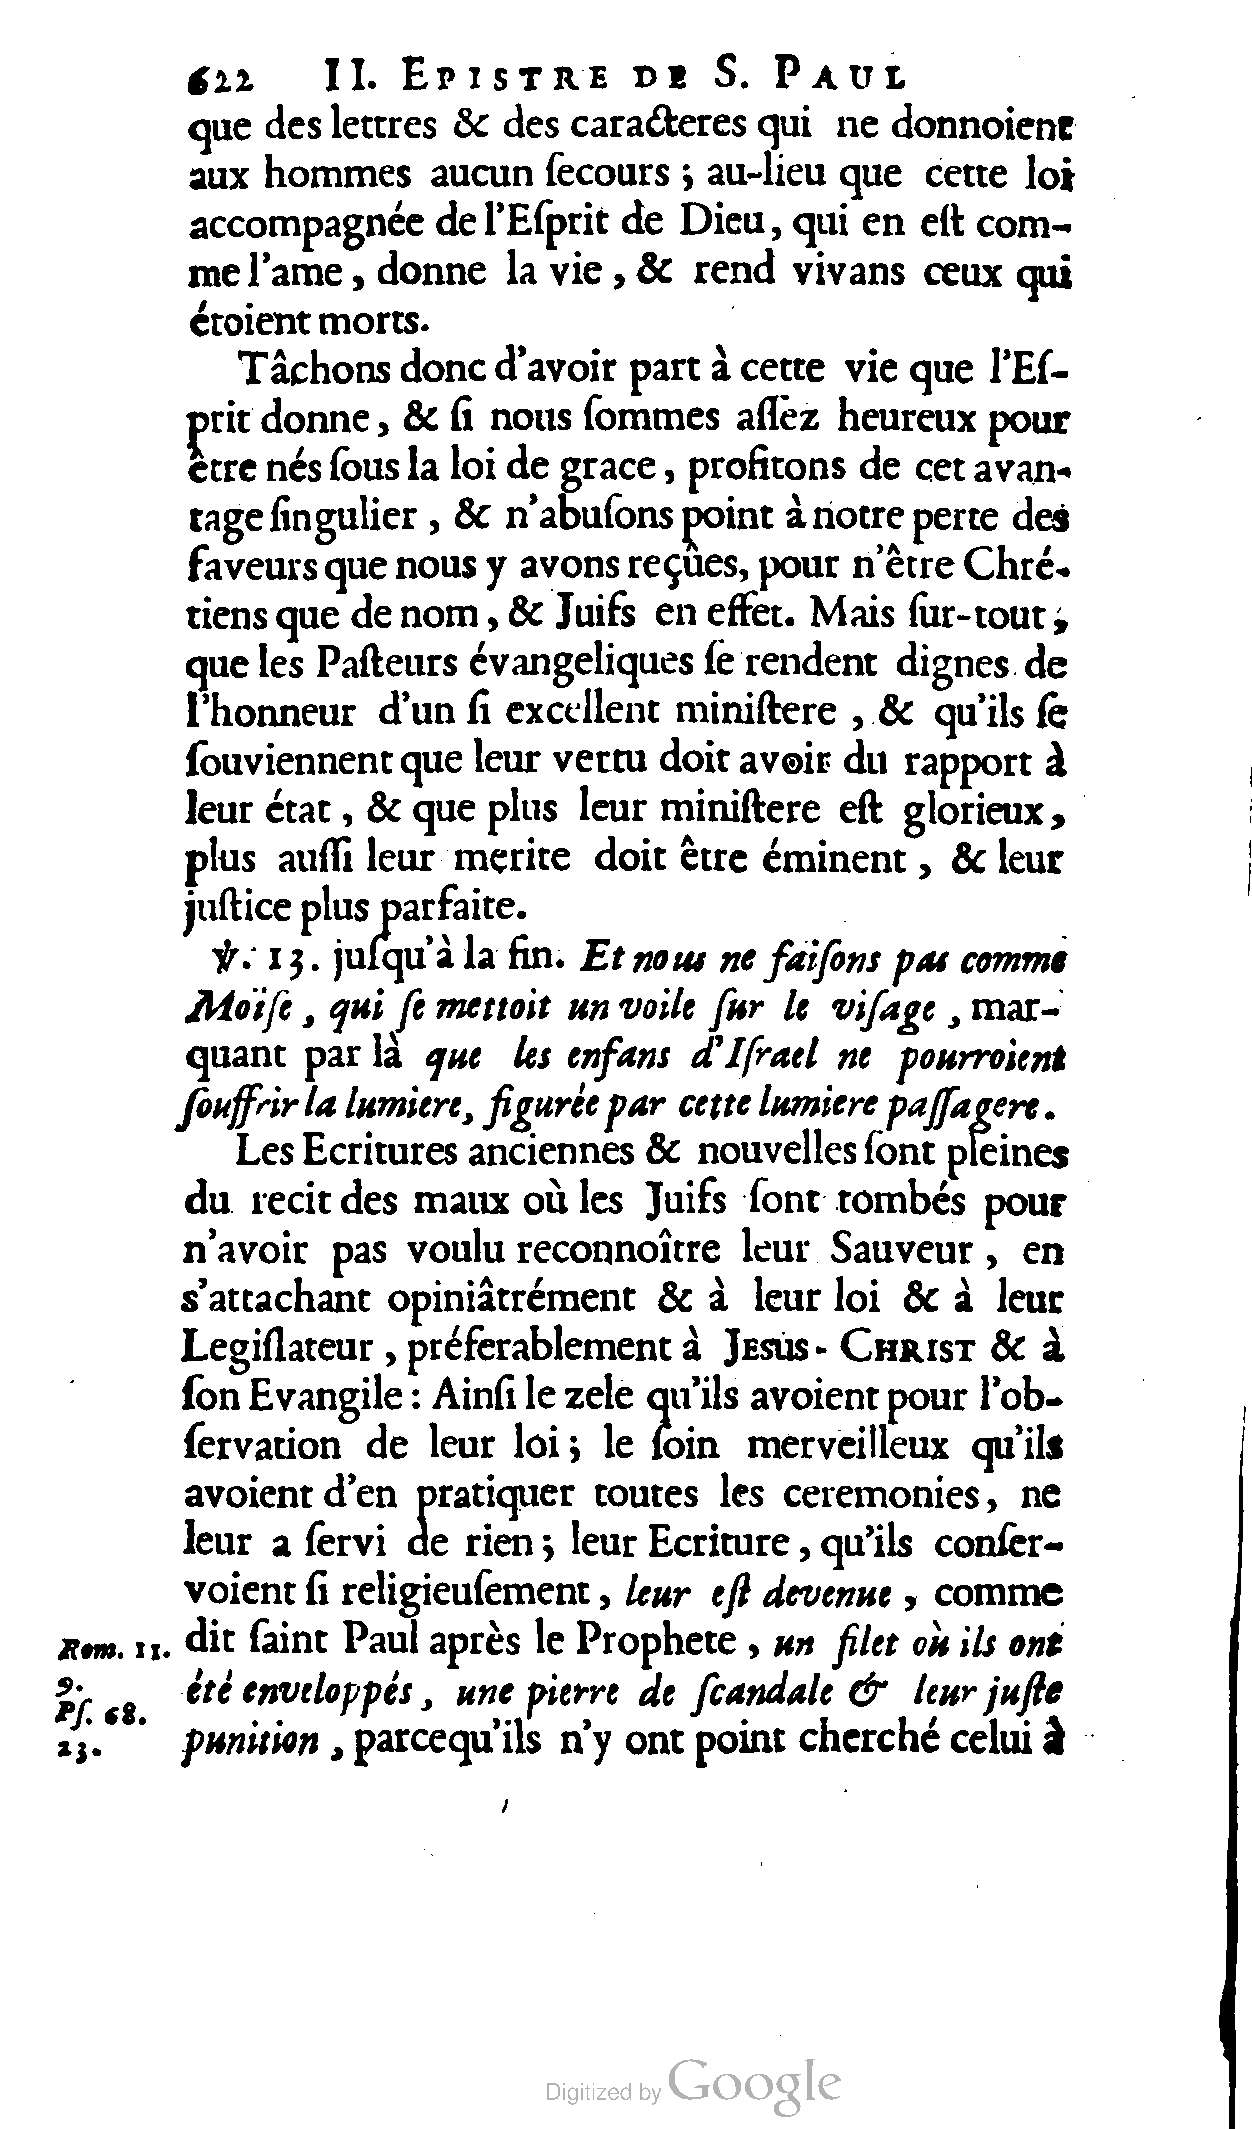 622 II. EPISTRE DE S. PAUL
que des lettres & des caracteres qui ne donnoient
aux hommes aucun ſecours ; au-lieu que cette loi
accompagnée de l'Eſprit de Dieu, qui en eſt com-
me l'ame, donne la vie, & rend vivans ceux qui
étoient morts.
Tâchons donc d'avoir part à cette vie que l'Eſ-
prit donne, & ſi nous ſommes aſſez heureux pour
être nés ſous la loi de grace, profitons de cet avan-
tage ſingulier, & n'abuſons point à notre perte des
faveurs que nous y avons reçûes, pour n'être Chré-
tiens que de nom, & Juifs en effet. Mais ſur-tout,
que les Paſteurs évangeliques ſe rendent dignes de
l'honneur d'un ſi excellent miniſtere, & qu'ils ſe
ſouviennent que leur vertu doit avoir du rapport à
leur état, & que plus leur miniſtere eſt glorieux,
plus auſſi leur merite doit être éminent, & leur
juſtice plus parfaite.
℣. 13. juſqu'à la fin. Et nous ne faiſons pas comme
Moïſe, qui ſe mettoit un voile ſur le viſage, mar-
quant par là que les enfans d'Iſrael ne pourroient
ſouffrir la lumiere, figurée par cette lumiere paſſagere.
Les Ecritures anciennes & nouvelles ſont pleines
du recit des maux où les Juifs ſont tombés pour
n'avoir pas voulu reconnoître leur Sauveur, en
s'attachant opiniâtrément & à leur loi & à leur
Legiſlateur, préferablement à JESUS-CHRIST & à
ſon Evangile : Ainſi le zele qu'ils avoient pour l'ob-
ſervation de leur loi ; le ſoin merveilleux qu'ils
avoient d'en pratiquer toutes les ceremonies, ne
leur a ſervi de rien ; leur Ecriture, qu'ils conſer-
voient ſi religieuſement, leur eſt devenue, comme
Rom. 11. dit ſaint Paul après le Prophete, un filet où ils ont
9. été enveloppés, une pierre de ſcandale & leur juſte
Pſ. 68.
23. punition, parcequ'ils n'y ont point cherché celui à
Digitized by Google